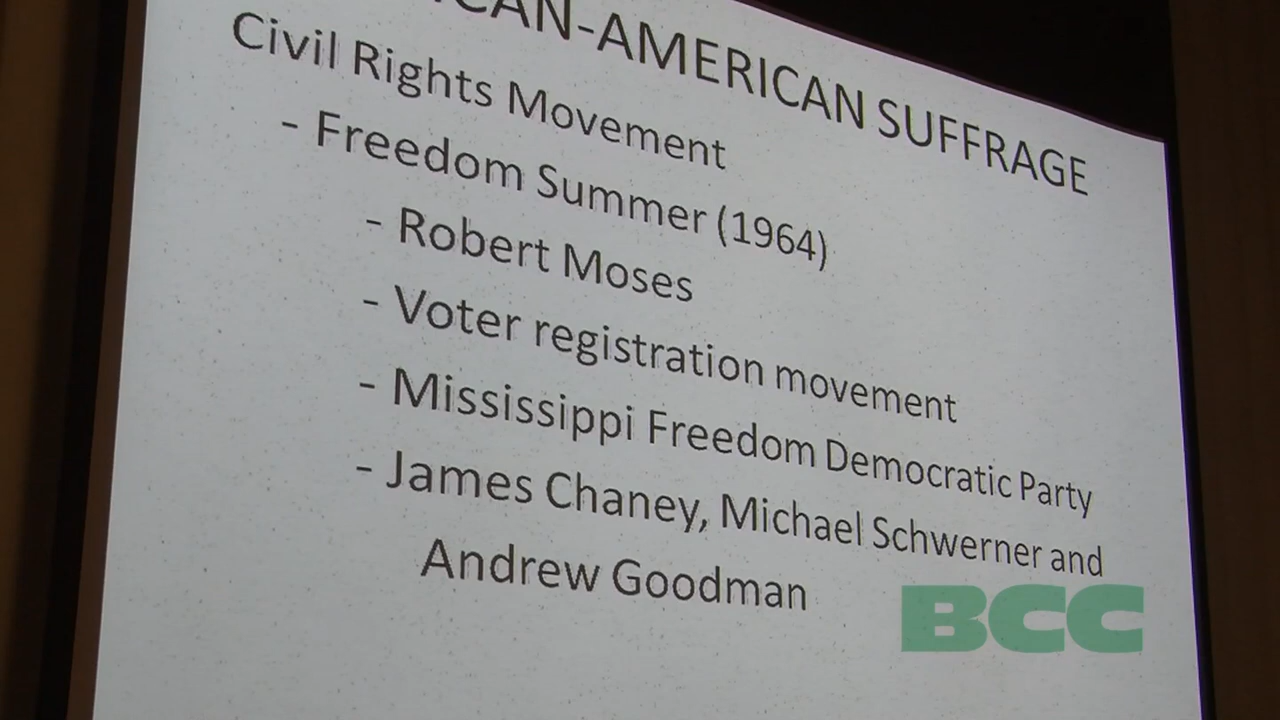 CAN-AMERICAN SUFFRAGE
Civil Rights Movement
- Freedom Summer (1964)
- Robert Moses
- Voter registration movement
- Mississippi Freedom Democratic Party
- James Chaney, Michael Schwerner and
Andrew Goodman
BCC